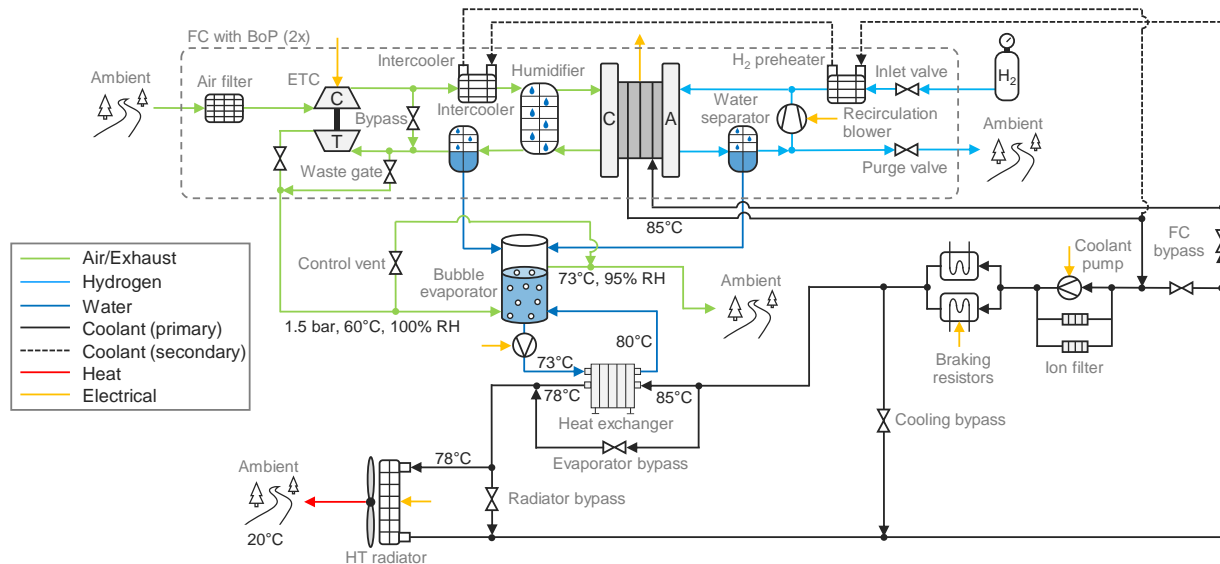 FC with BoP (2x)
Ambient
Air filter
ETC
C
T
Bypass
Waste gate
Intercooler
Intercooler
Humidifier
C
A
H2 preheater
Inlet valve
H2
Water
separator
Recirculation
blower
Purge valve
Ambient
85°C
FC
bypass
Air/Exhaust
Hydrogen
Water
Coolant (primary)
Coolant (secondary)
Heat
Electrical
Control vent
Bubble
evaporator
73°C, 95% RH
Ambient
1.5 bar, 60°C, 100% RH
80°C
73°C
78°C
85°C
Heat exchanger
Evaporator bypass
Braking
resistors
Coolant
pump
Ion filter
Cooling bypass
78°C
Radiator bypass
Ambient
20°C
HT radiator